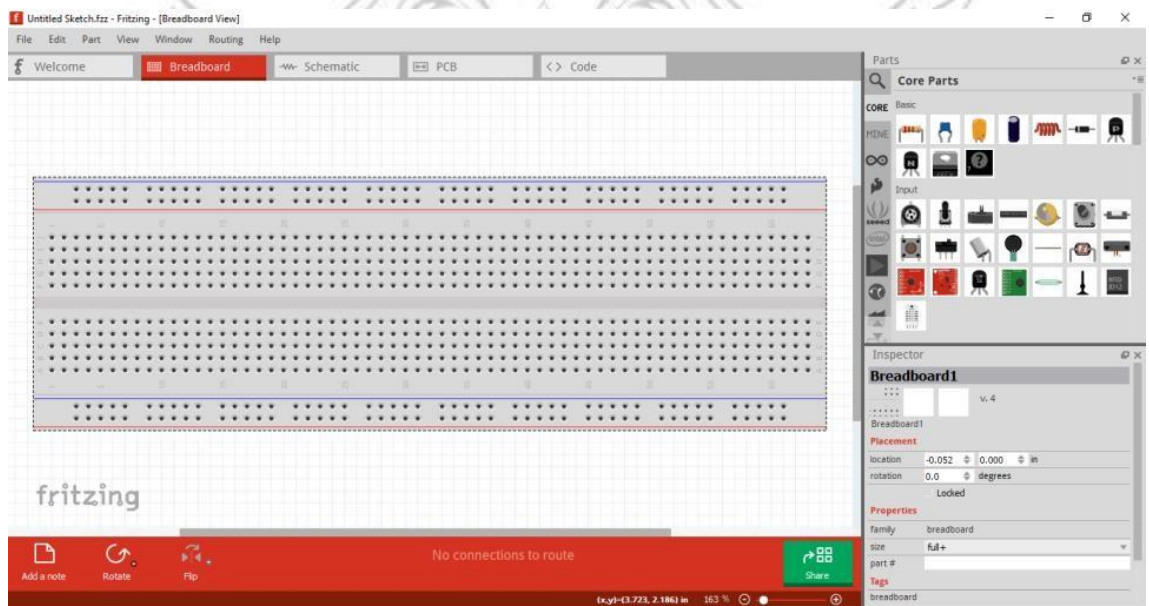 Untitled Sketch.fzz - Fritzing - [Breadboard View]
File Edit Part View Window Routing Help
Welcome Breadboard Schematic PCB Code
Parts
Core Parts
CORE Basic
MINE
Input
seeed
intel
fritzing
Inspector
Breadboard1
v. 4
Breadboard1
Placement
location -0.052 0.000 in
rotation 0.0 degrees
Locked
Properties
family breadboard
size full+
part #
Tags
breadboard
No connections to route
Add a note Rotate Flip Share
(x,y)=(3.723, 2.186) in 163 %